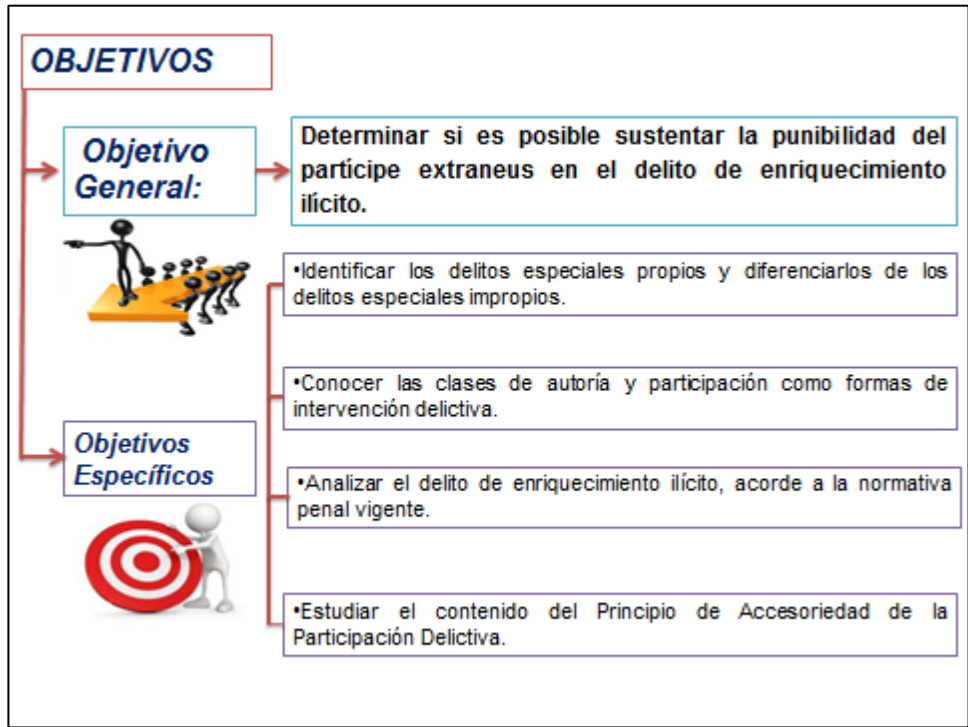 OBJETIVOS
Objetivo
General:
Determinar si es posible sustentar la punibilidad del
partícipe extraneus en el delito de enriquecimiento
ilícito.
•Identificar los delitos especiales propios y diferenciarlos de los
delitos especiales impropios.
•Conocer las clases de autoría y participación como formas de
intervención delictiva.
Objetivos
Específicos
•Analizar el delito de enriquecimiento ilícito, acorde a la normativa
penal vigente.
•Estudiar el contenido del Principio de Accesoriedad de la
Participación Delictiva.